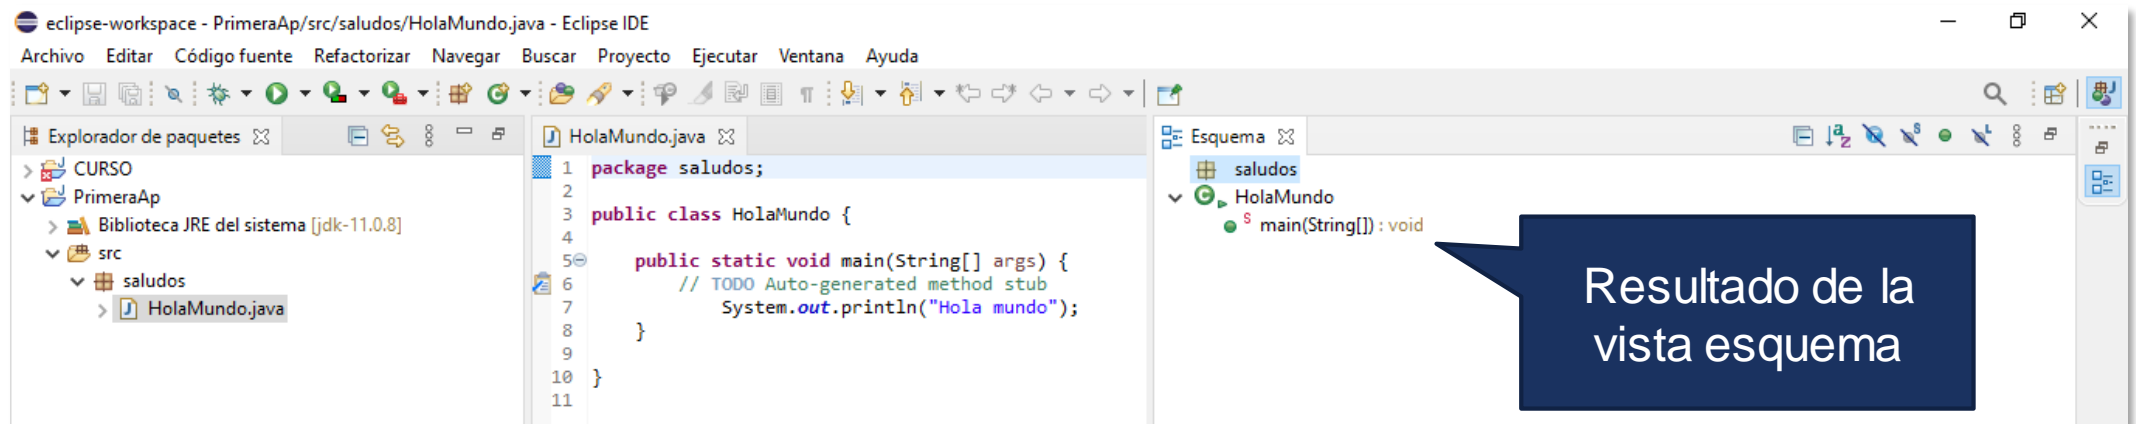 eclipse-workspace - PrimeraAp/src/saludos/HolaMundo.java - Eclipse IDE
Archivo Editar Código fuente Refactorizar Navegar Buscar Proyecto Ejecutar Ventana Ayuda
Explorador de paquetes
CURSO
PrimeraAp
Biblioteca JRE del sistema [jdk-11.0.8]
src
saludos
HolaMundo.java
HolaMundo.java
1 package saludos;
2
3 public class HolaMundo {
4
5 public static void main(String[] args) {
6 // TODO Auto-generated method stub
7 System.out.println("Hola mundo");
8 }
9
10 }
11
Esquema
saludos
HolaMundo
main(String[]) : void
Resultado de la
vista esquema